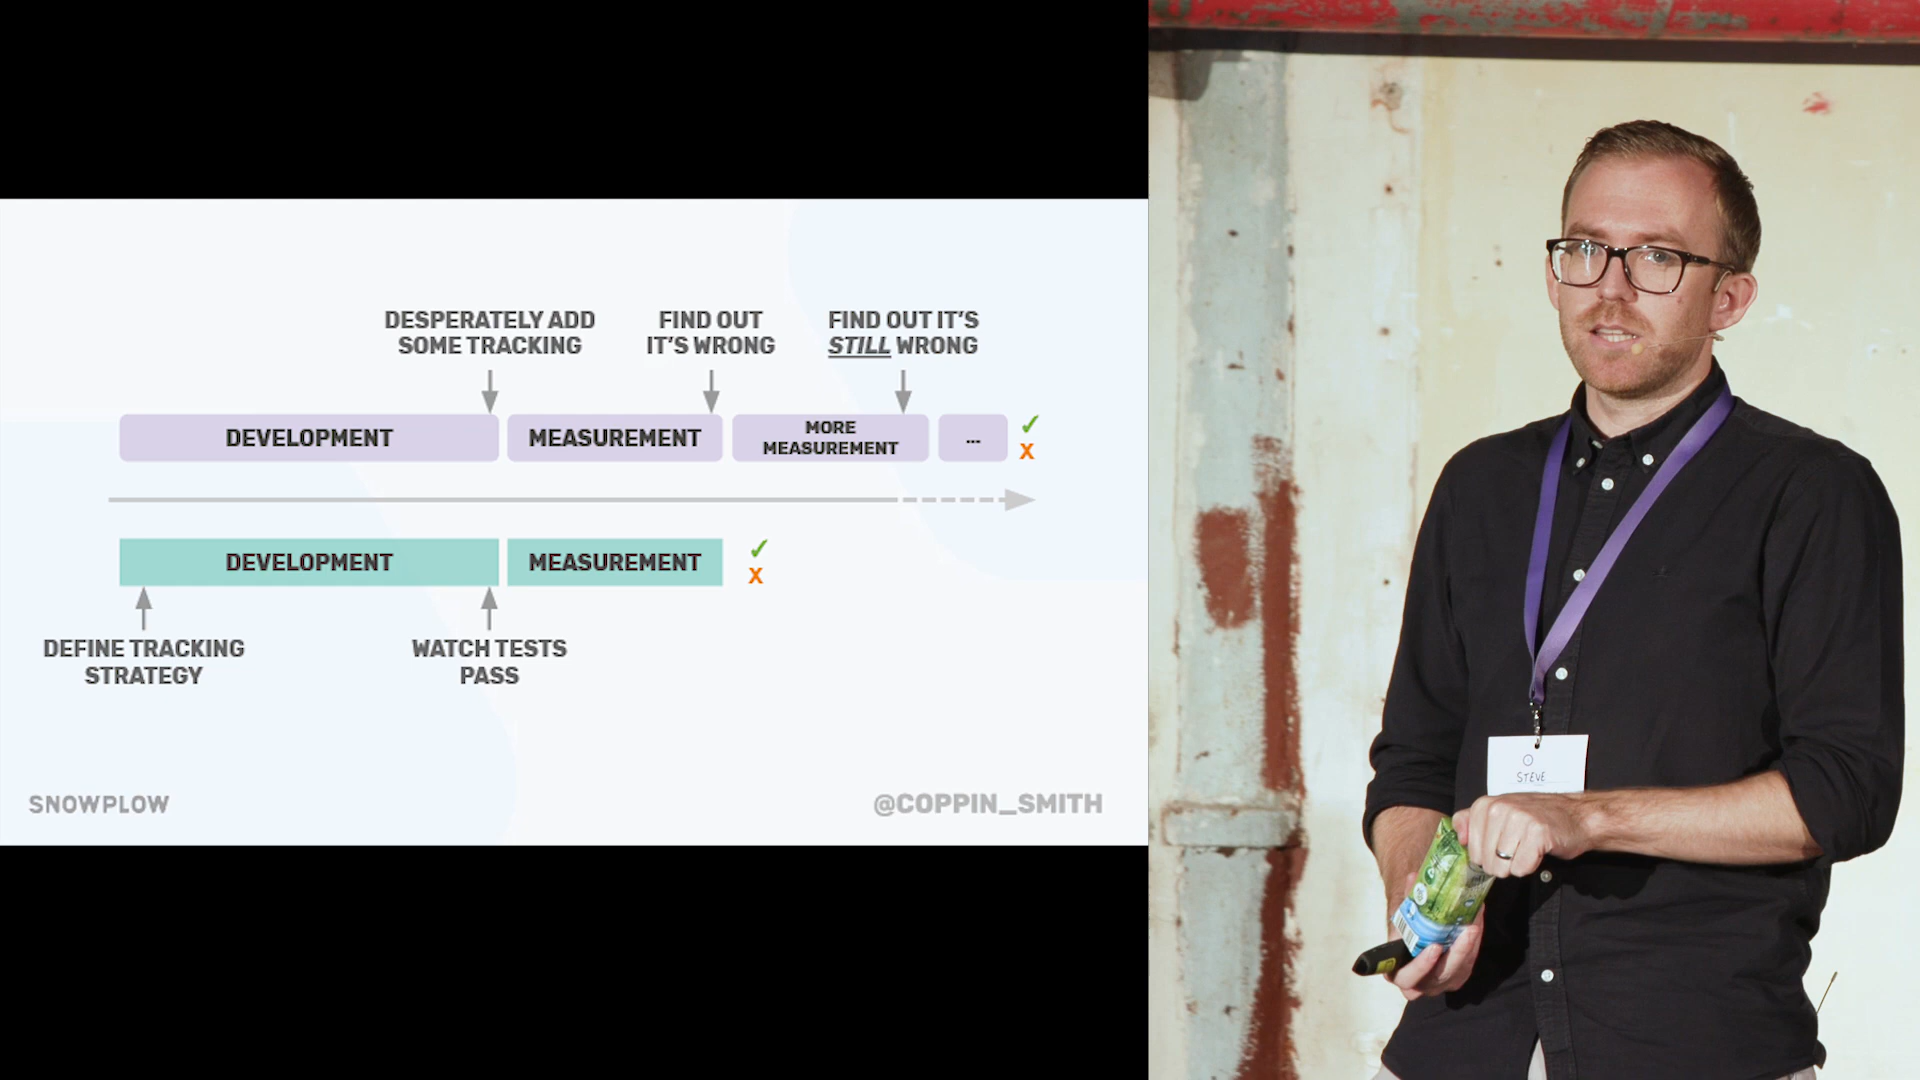 DESPERATELY ADD
SOME TRACKING
FIND OUT
IT'S WRONG
FIND OUT IT'S
STILL WRONG
DEVELOPMENT
MEASUREMENT
MORE
MEASUREMENT
...
✓
X
DEVELOPMENT
MEASUREMENT
✓
X
DEFINE TRACKING
STRATEGY
WATCH TESTS
PASS
SNOWPLOW
@COPPIN_SMITH
STEVE